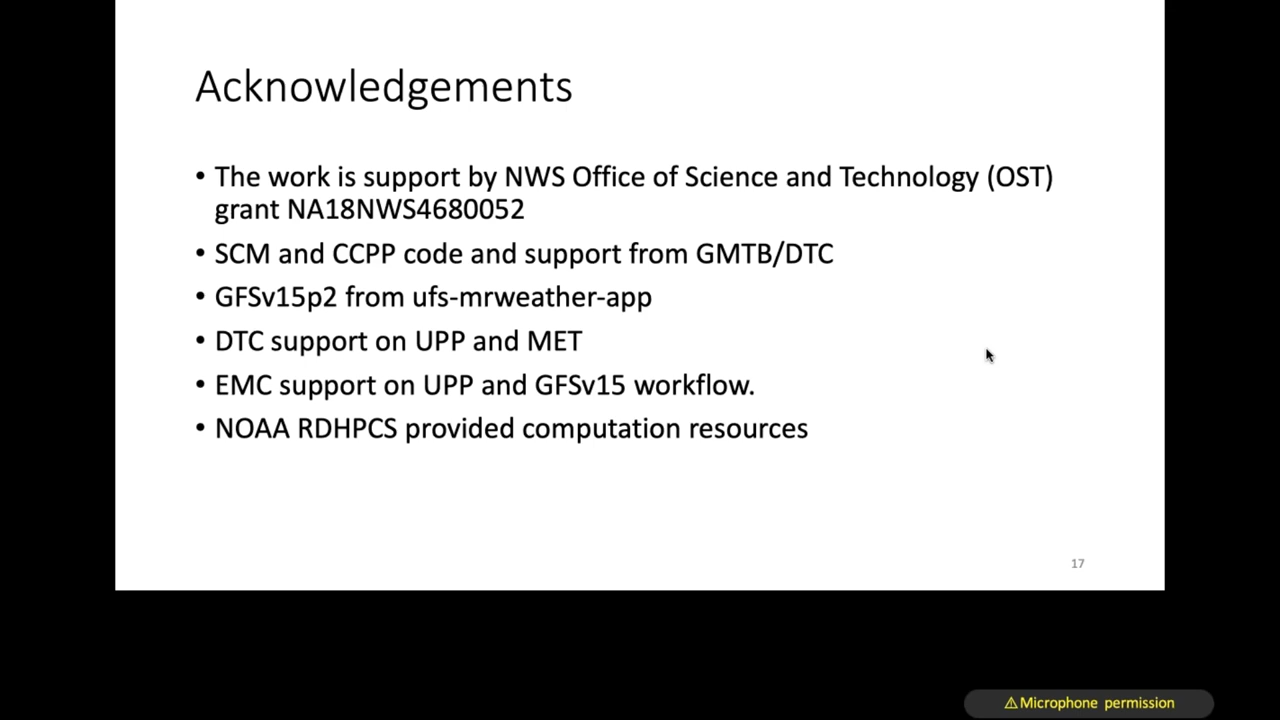 Acknowledgements
• The work is support by NWS Office of Science and Technology (OST)
grant NA18NWS4680052
• SCM and CCPP code and support from GMTB/DTC
• GFSv15p2 from ufs-mrweather-app
• DTC support on UPP and MET
• EMC support on UPP and GFSv15 workflow.
• NOAA RDHPCS provided computation resources
17
⚠Microphone permission